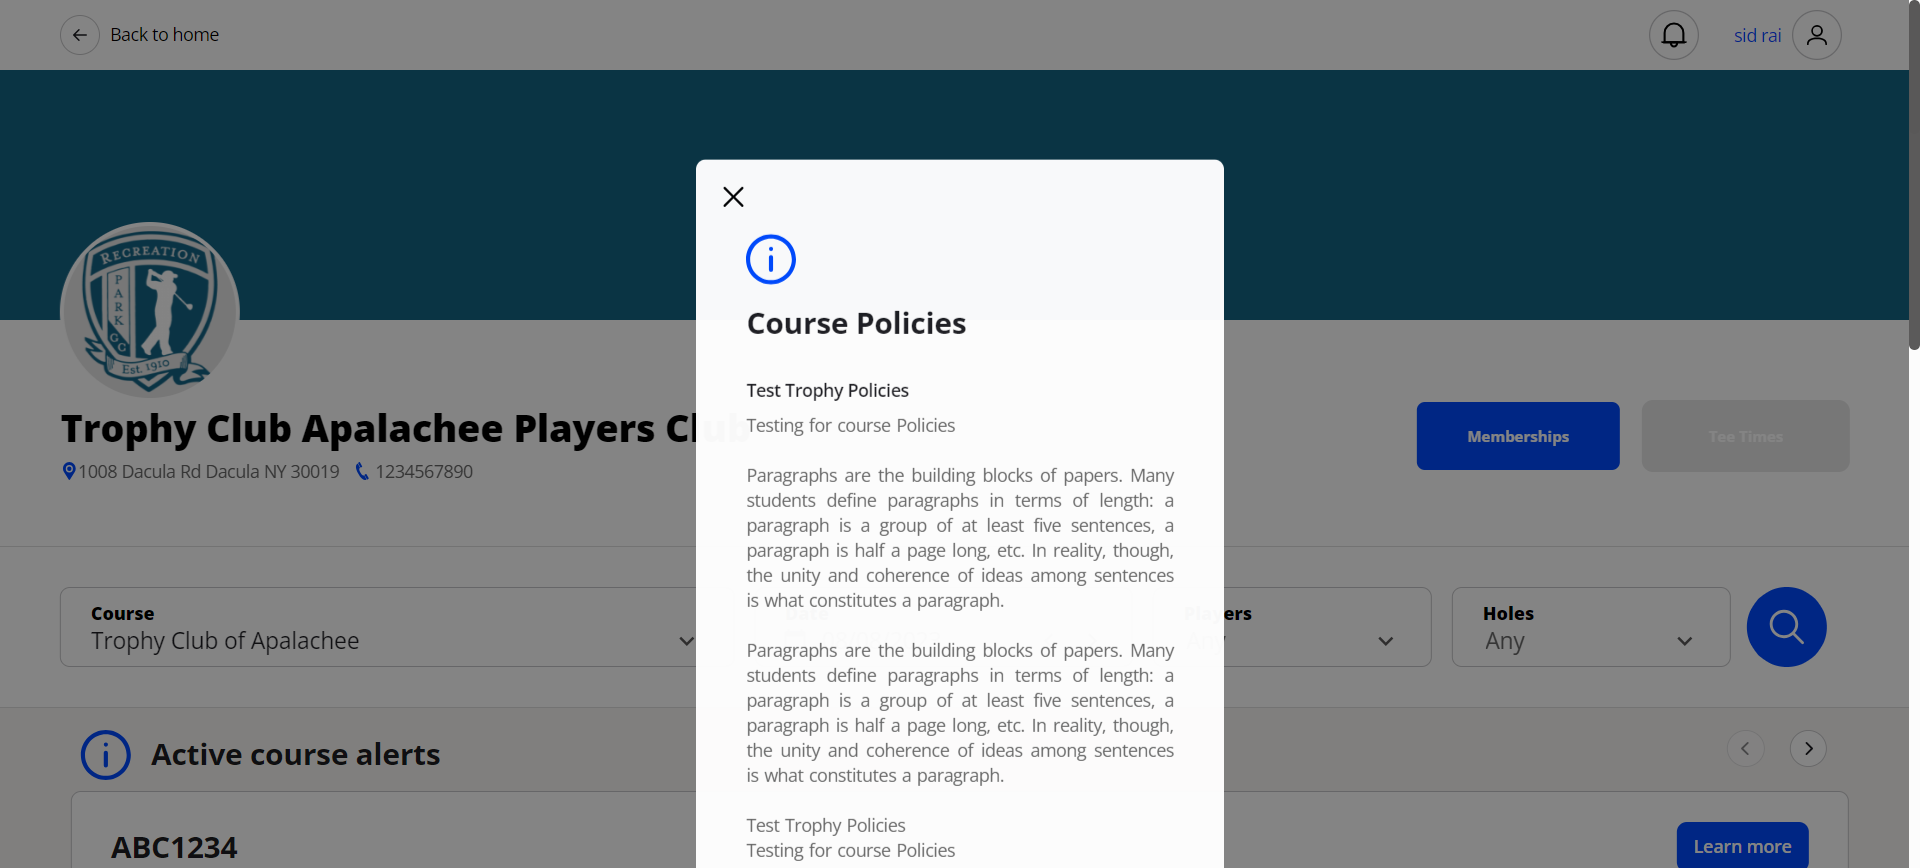 Back to home
sid rai
RECREATION
PARK GC
Est. 1910
Trophy Club Apalachee Players Club
1008 Dacula Rd Dacula NY 30019 1234567890
Memberships
Tee Times
Course
Trophy Club of Apalachee
Date
Players
Any
Holes
Any
Active course alerts
ABC1234
Learn more
Course Policies
Test Trophy Policies
Testing for course Policies
Paragraphs are the building blocks of papers. Many
students define paragraphs in terms of length: a
paragraph is a group of at least five sentences, a
paragraph is half a page long, etc. In reality, though,
the unity and coherence of ideas among sentences
is what constitutes a paragraph.
Paragraphs are the building blocks of papers. Many
students define paragraphs in terms of length: a
paragraph is a group of at least five sentences, a
paragraph is half a page long, etc. In reality, though,
the unity and coherence of ideas among sentences
is what constitutes a paragraph.
Test Trophy Policies
Testing for course Policies